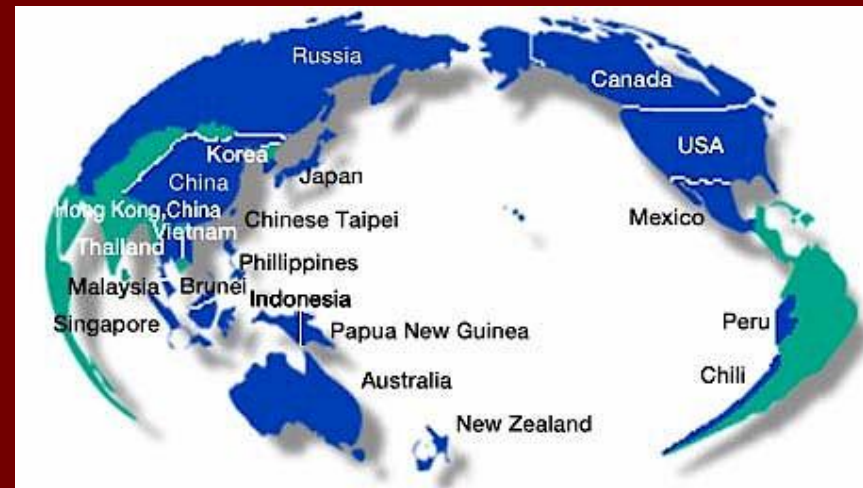 Russia
Canada
USA
Korea
Japan
China
Hong Kong,China
Chinese Taipei
Mexico
Vietnam
Thailand
Phillippines
Malaysia
Brunei
Indonesia
Singapore
Papua New Guinea
Peru
Australia
Chili
New Zealand